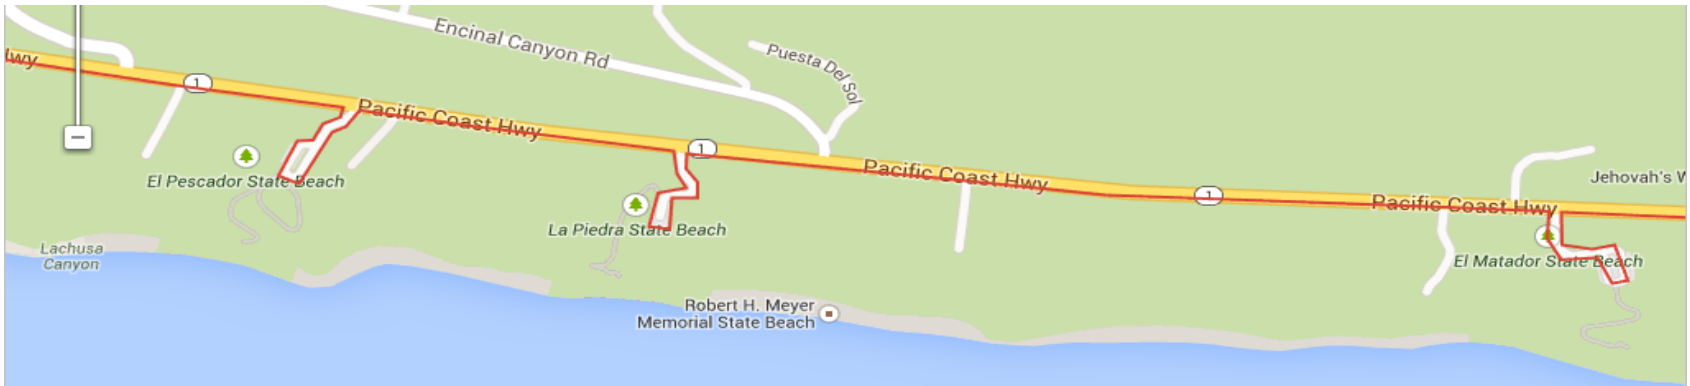 Encinal Canyon Rd
Puesta Del Sol
Hwy
1
Pacific Coast Hwy
1
Pacific Coast Hwy
Jehovah's W
1
Pacific Coast Hwy
El Pescador State Beach
La Piedra State Beach
El Matador State Beach
Lachusa
Canyon
Robert H. Meyer
Memorial State Beach